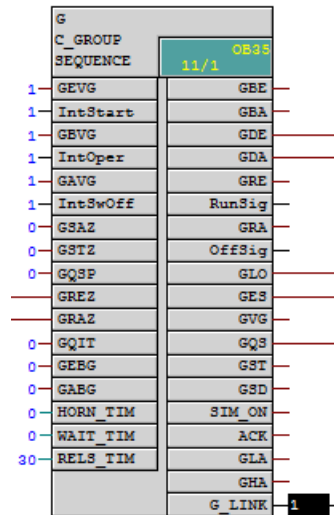 G
C_GROUP
SEQUENCE
OB35
11/1
1 GEVG GBE
1 IntStart GBA
1 GBVG GDE
1 IntOper GDA
1 GAVG GRE
1 IntSwOff RunSig
0 GSAZ GRA
0 GSTZ OffSig
0 GQSP GLO
GREZ GES
GRAZ GVG
0 GQIT GQS
0 GEBG GST
0 GABG GSD
0 HORN_TIM SIM_ON
0 WAIT_TIM ACK
30 RELS_TIM GLA
GHA
G_LINK 1